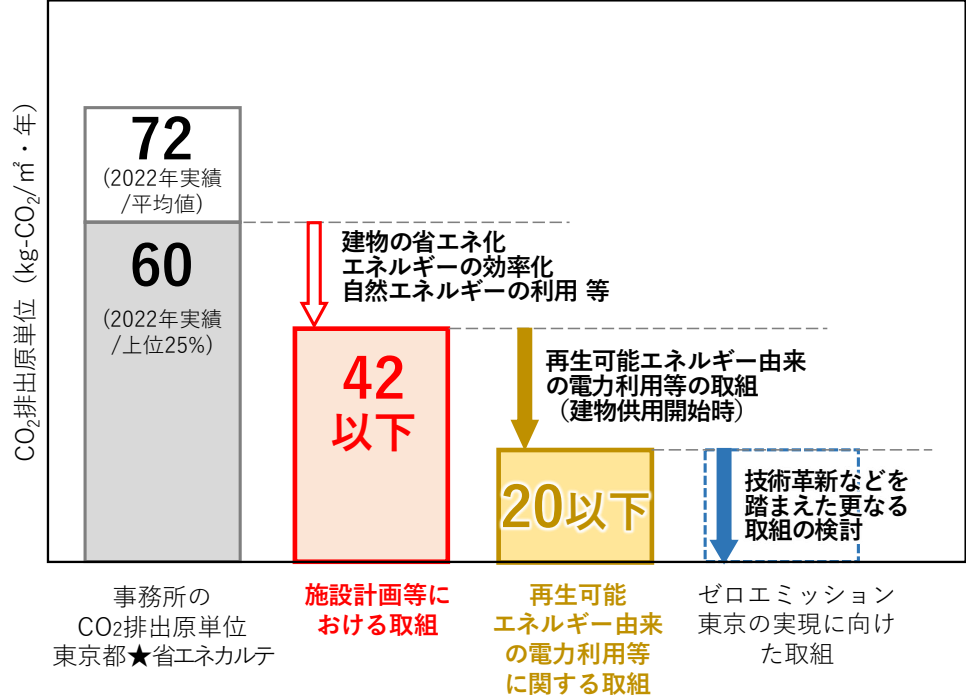 CO₂排出原単位（kg-CO₂/㎡・年）
72
(2022年実績
/平均値)
60
(2022年実績
/上位25%)
建物の省エネ化
エネルギーの効率化
自然エネルギーの利用 等
42
以下
再生可能エネルギー由来
の電力利用等の取組
（建物供用開始時）
20以下
技術革新などを
踏まえた更なる
取組の検討
事務所の
CO2排出原単位
東京都★省エネカルテ
施設計画等に
おける取組
再生可能
エネルギー由来
の電力利用等
に関する取組
ゼロエミッション
東京の実現に向け
た取組